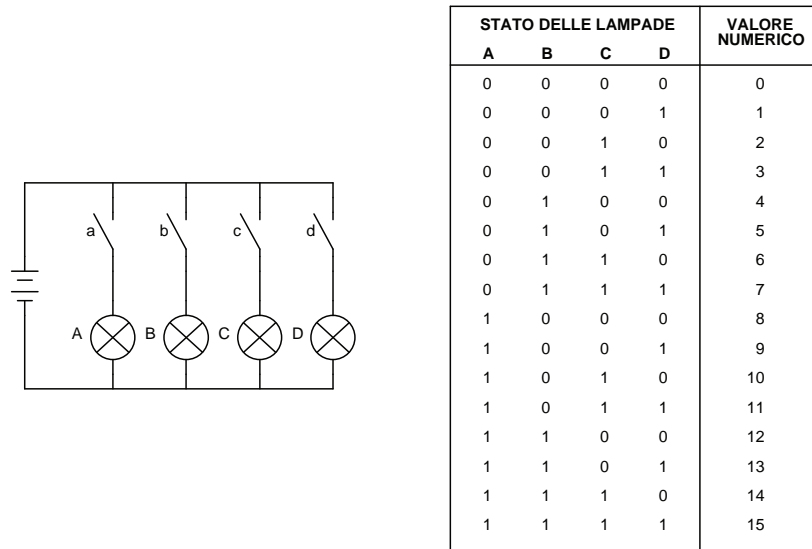 a b c d
A B C D
STATO DELLE LAMPADE VALORE NUMERICO
A B C D
0 0 0 0 0
0 0 0 1 1
0 0 1 0 2
0 0 1 1 3
0 1 0 0 4
0 1 0 1 5
0 1 1 0 6
0 1 1 1 7
1 0 0 0 8
1 0 0 1 9
1 0 1 0 10
1 0 1 1 11
1 1 0 0 12
1 1 0 1 13
1 1 1 0 14
1 1 1 1 15